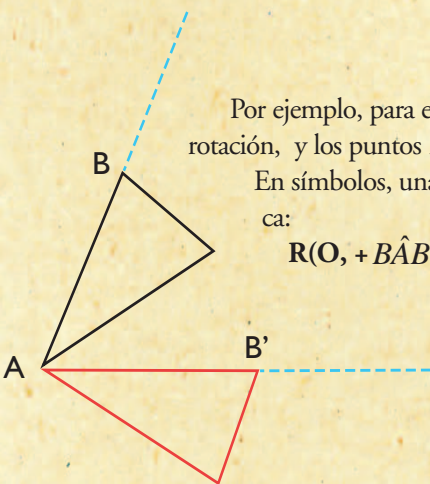 Por ejemplo, para e
rotación, y los puntos
En símbolos, una
ca:
R(O, + BÂB
B
A
B’